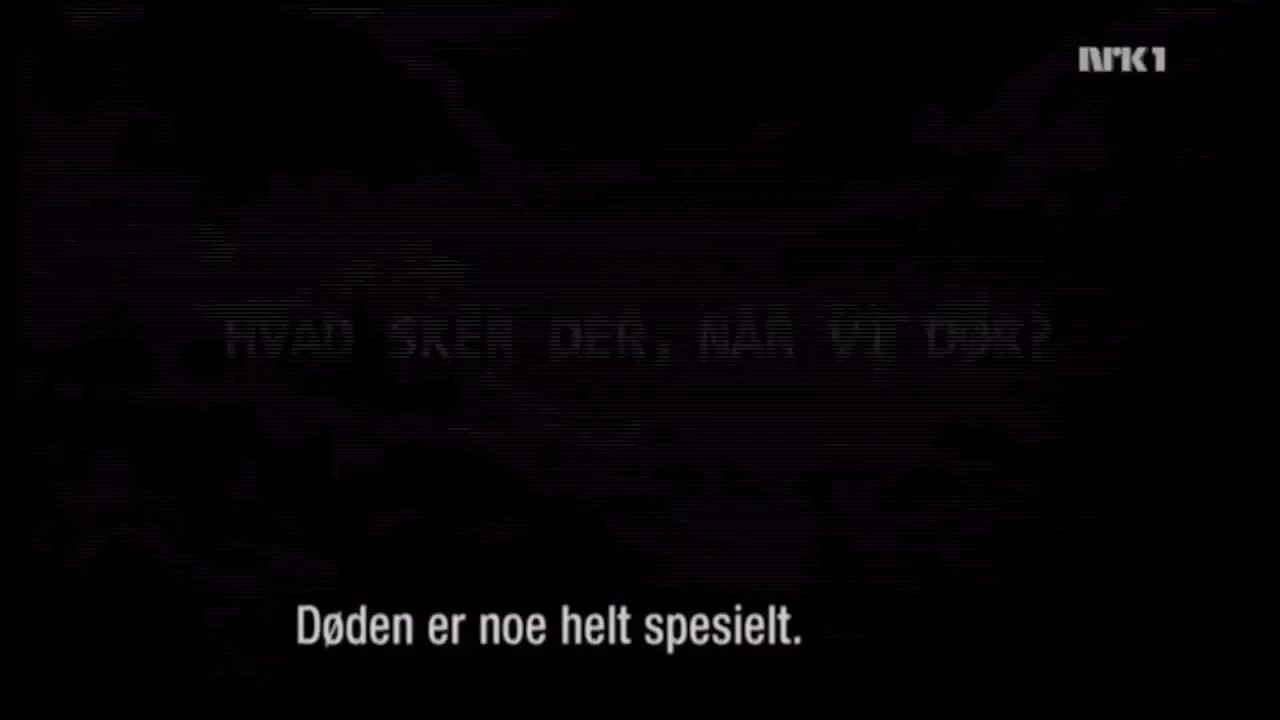 NRK1
HVAD SKER DER, NÅR VI DØR?
Døden er noe helt spesielt.